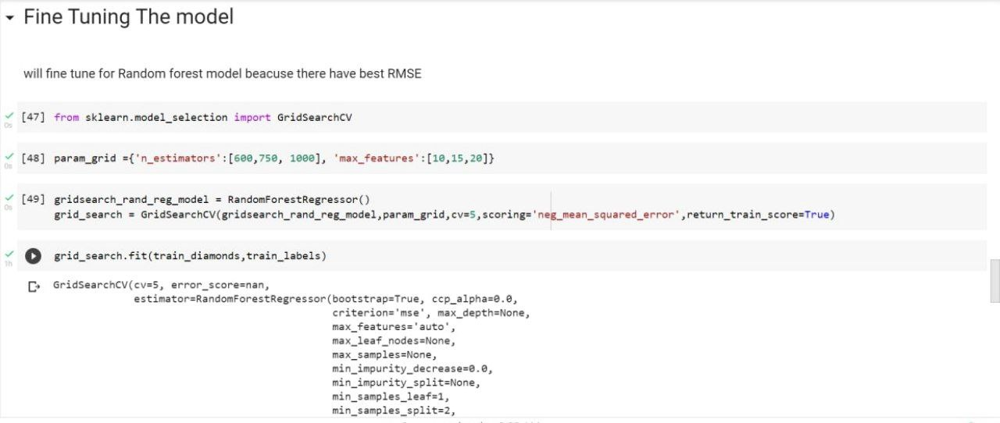 Fine Tuning The model
will fine tune for Random forest model beacuse there have best RMSE
[47] from sklearn.model_selection import GridSearchCV
0s
[48] param_grid ={'n_estimators':[600,750, 1000], 'max_features':[10,15,20]}
0s
[49] gridsearch_rand_reg_model = RandomForestRegressor()
0s
grid_search = GridSearchCV(gridsearch_rand_reg_model,param_grid,cv=5,scoring='neg_mean_squared_error',return_train_score=True)
grid_search.fit(train_diamonds,train_labels)
1h
GridSearchCV(cv=5, error_score=nan,
estimator=RandomForestRegressor(bootstrap=True, ccp_alpha=0.0,
criterion='mse', max_depth=None,
max_features='auto',
max_leaf_nodes=None,
max_samples=None,
min_impurity_decrease=0.0,
min_impurity_split=None,
min_samples_leaf=1,
min_samples_split=2,